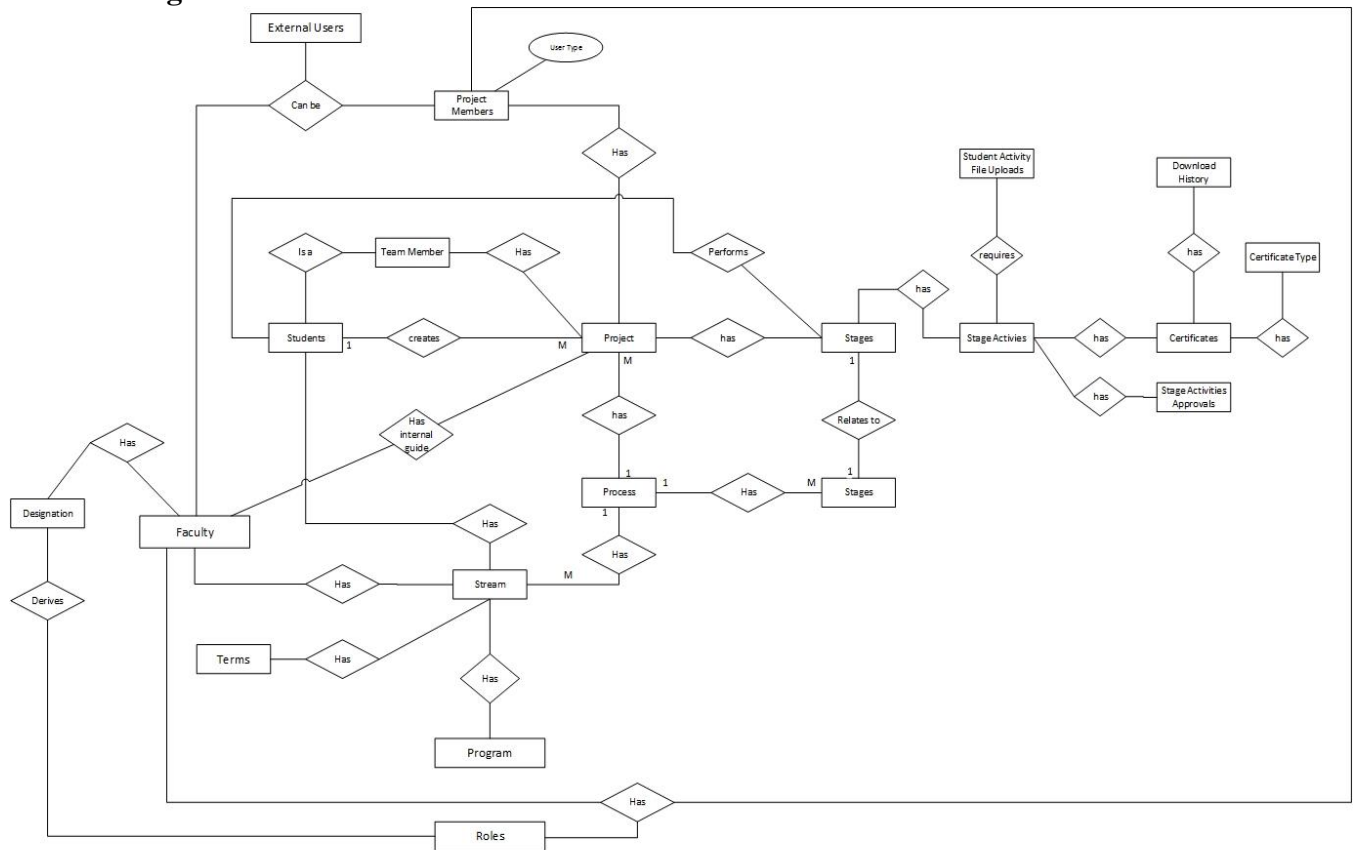 External Users
User Type
Can be
Project
Members
Has
Student Activity
File Uploads
Download
History
Is a
Team Member
Has
Performs
requires
has
Certificate Type
has
Students
1
creates
M
Project
M
has
Stages
1
Stage Activies
has
Certificates
has
has
Stage Activities
Approvals
Has
internal
guide
has
Relates to
Has
1
1
Process
1
1
Has
M
Stages
Designation
Faculty
Has
Has
Derives
Has
Stream
M
Terms
Has
Has
Program
Has
Roles